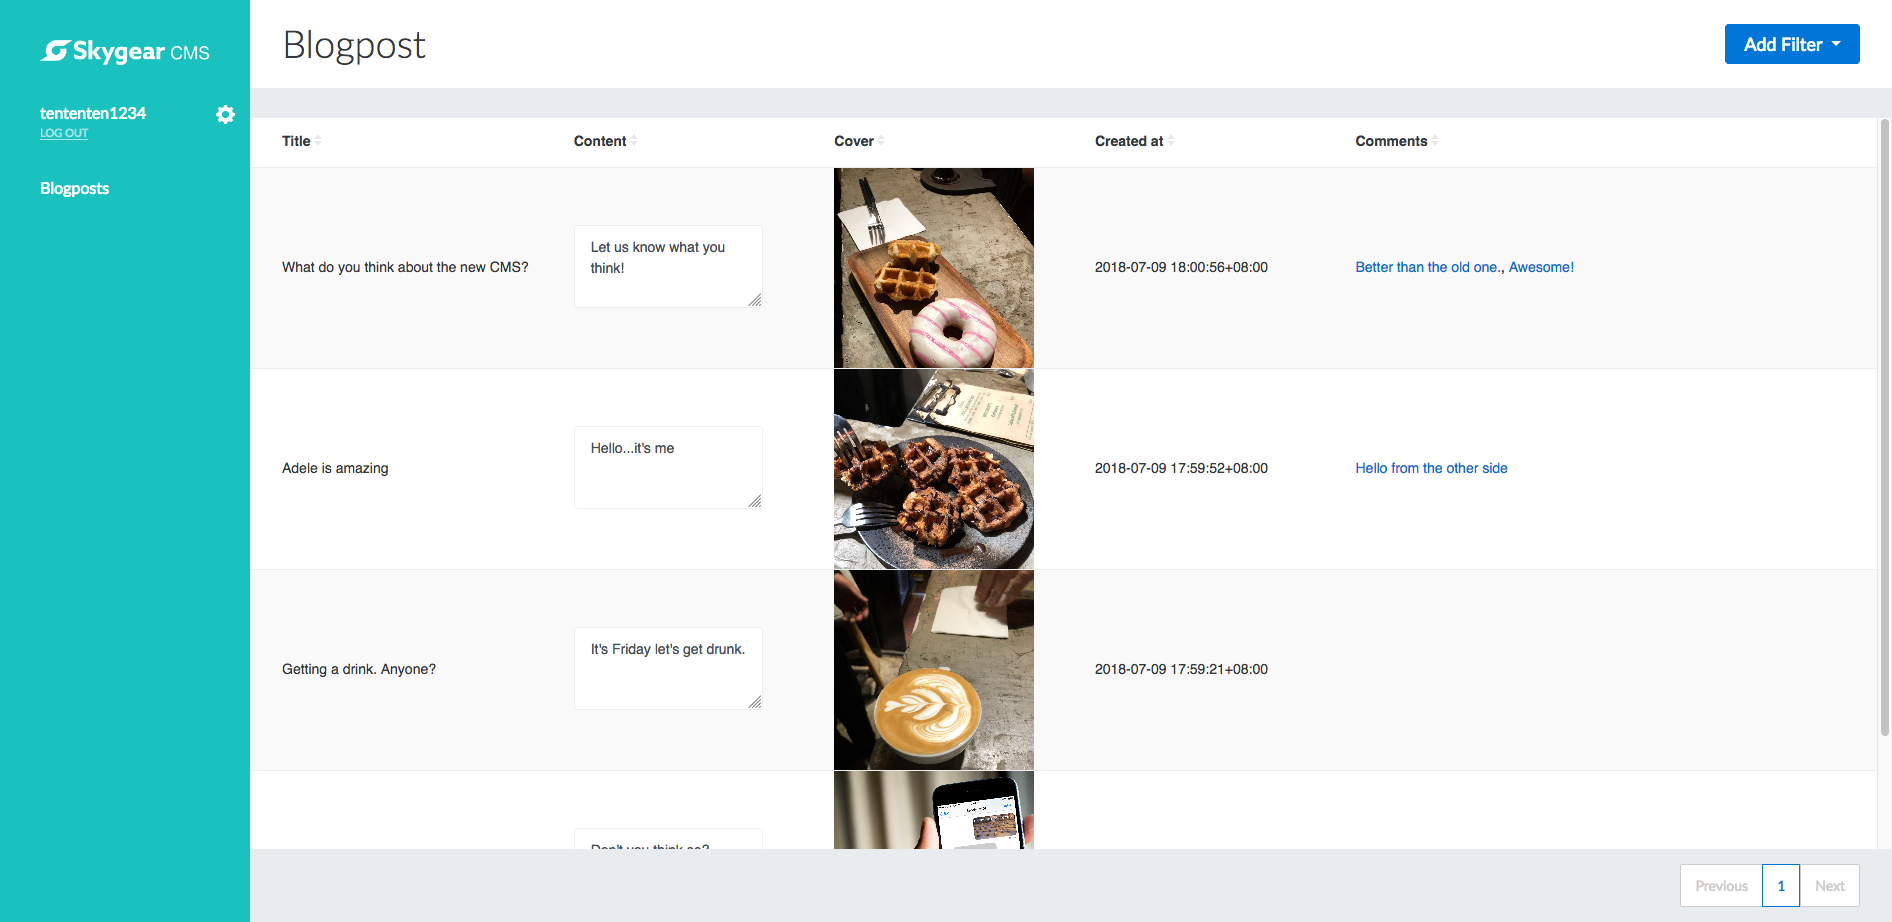 Skygear CMS
Blogpost
Add Filter
tententen1234
LOG OUT
Blogposts
Title
Content
Cover
Created at
Comments
What do you think about the new CMS?
Let us know what you
think!
2018-07-09 18:00:56+08:00
Better than the old one., Awesome!
Adele is amazing
Hello...it's me
2018-07-09 17:59:52+08:00
Hello from the other side
Getting a drink. Anyone?
It's Friday let's get drunk.
2018-07-09 17:59:21+08:00
Don't you think so?
Previous
1
Next